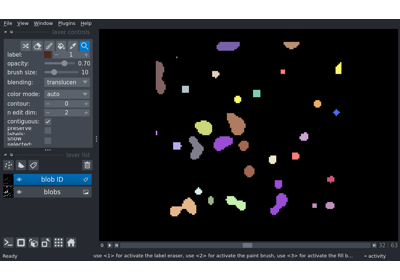 File View Window Plugins Help
layer controls
label: 1
opacity: 0.70
brush size: 10
blending: translucen
color mode: auto
contour: 0
n edit dim: 2
contiguous:
preserve
labels:
show
selected:
layer list
blob ID
blobs
0 32 63
Ready use <1> for activate the label eraser, use <2> for activate the paint brush, use <3> for activate the fill b... activity